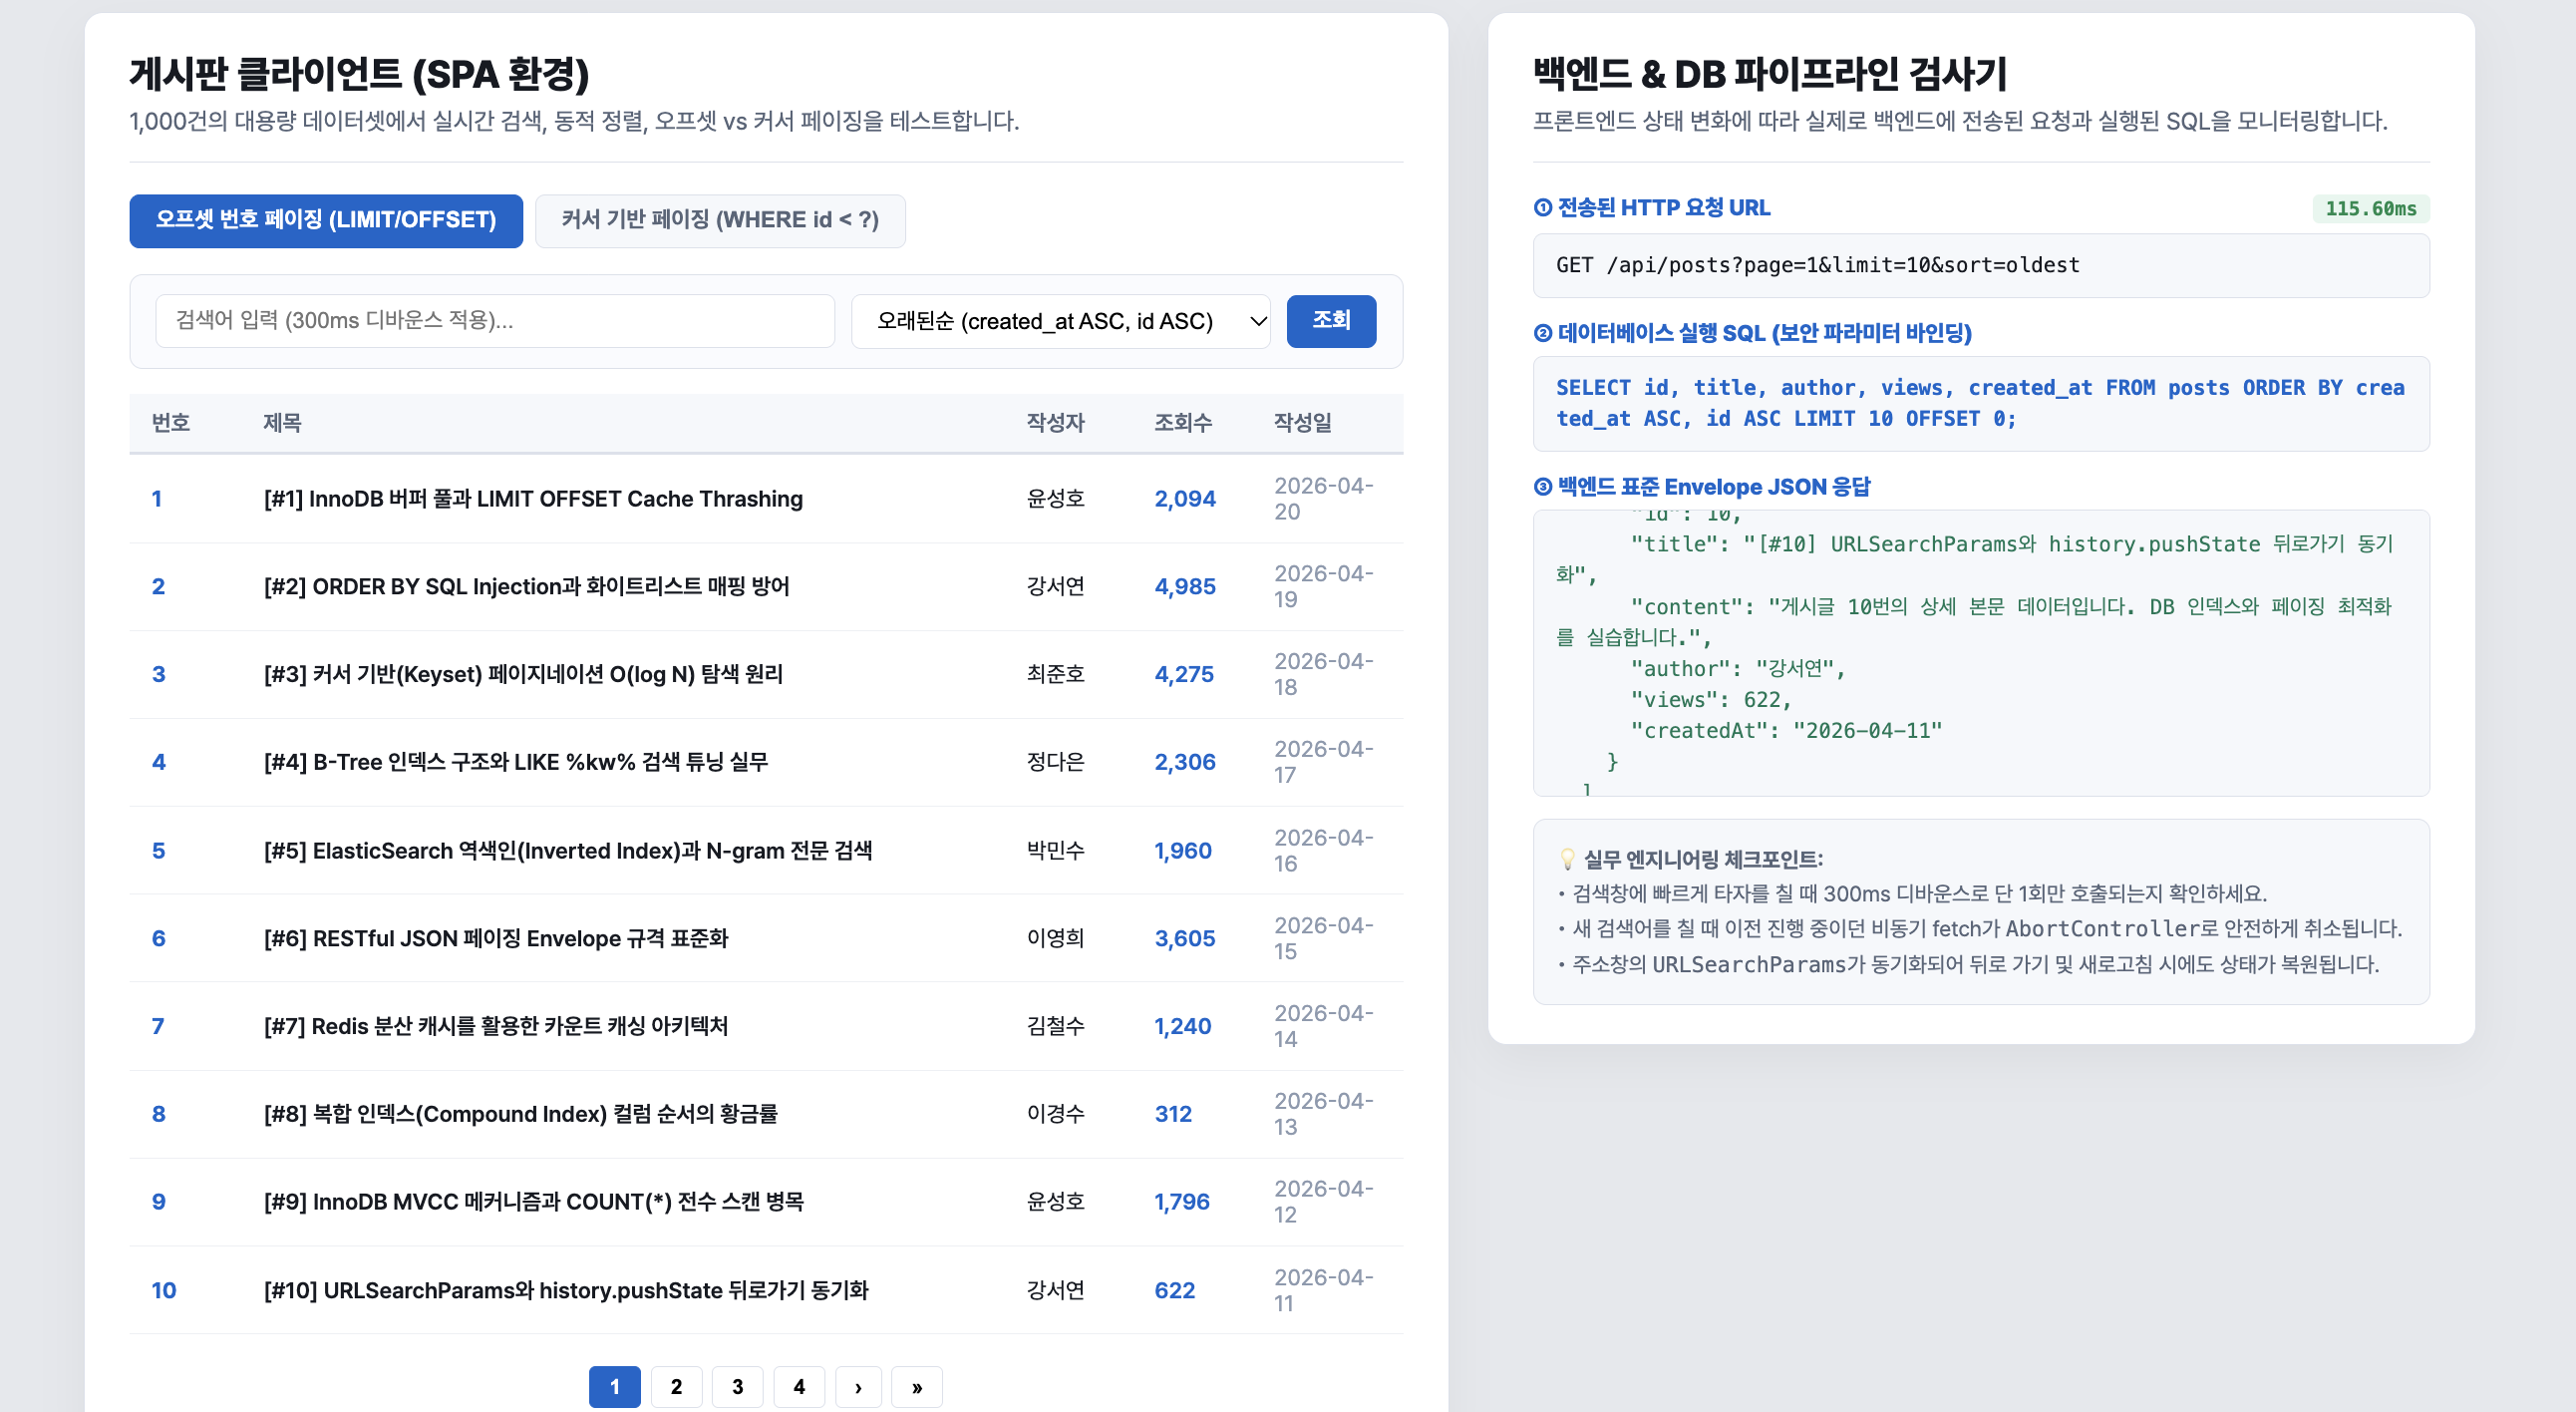 게시판 클라이언트 (SPA 환경)
1,000건의 대용량 데이터셋에서 실시간 검색, 동적 정렬, 오프셋 vs 커서 페이징을 테스트합니다.
오프셋 번호 페이징 (LIMIT/OFFSET)
커서 기반 페이징 (WHERE id < ?)
검색어 입력 (300ms 디바운스 적용)...
오래된순 (created_at ASC, id ASC)
조회
번호 제목 작성자 조회수 작성일
1 [#1] InnoDB 버퍼 풀과 LIMIT OFFSET Cache Thrashing 윤성호 2,094 2026-04-
20
2 [#2] ORDER BY SQL Injection과 화이트리스트 매핑 방어 강서연 4,985 2026-04-
19
3 [#3] 커서 기반(Keyset) 페이지네이션 O(log N) 탐색 원리 최준호 4,275 2026-04-
18
4 [#4] B-Tree 인덱스 구조와 LIKE %kw% 검색 튜닝 실무 정다은 2,306 2026-04-
17
5 [#5] ElasticSearch 역색인(Inverted Index)과 N-gram 전문 검색 박민수 1,960 2026-04-
16
6 [#6] RESTful JSON 페이징 Envelope 규격 표준화 이영희 3,605 2026-04-
15
7 [#7] Redis 분산 캐시를 활용한 카운트 캐싱 아키텍처 김철수 1,240 2026-04-
14
8 [#8] 복합 인덱스(Compound Index) 컬럼 순서의 황금률 이경수 312 2026-04-
13
9 [#9] InnoDB MVCC 메커니즘과 COUNT(*) 전수 스캔 병목 윤성호 1,796 2026-04-
12
10 [#10] URLSearchParams와 history.pushState 뒤로가기 동기화 강서연 622 2026-04-
11
1 2 3 4 › »
백엔드 & DB 파이프라인 검사기
프론트엔드 상태 변화에 따라 실제로 백엔드에 전송된 요청과 실행된 SQL을 모니터링합니다.
① 전송된 HTTP 요청 URL 115.60ms
GET /api/posts?page=1&limit=10&sort=oldest
② 데이터베이스 실행 SQL (보안 파라미터 바인딩)
SELECT id, title, author, views, created_at FROM posts ORDER BY crea
ted_at ASC, id ASC LIMIT 10 OFFSET 0;
③ 백엔드 표준 Envelope JSON 응답
"id": 10,
"title": "[#10] URLSearchParams와 history.pushState 뒤로가기 동기
화",
"content": "게시글 10번의 상세 본문 데이터입니다. DB 인덱스와 페이징 최적화
를 실습합니다.",
"author": "강서연",
"views": 622,
"createdAt": "2026-04-11"
}
]
💡 실무 엔지니어링 체크포인트:
• 검색창에 빠르게 타자를 칠 때 300ms 디바운스로 단 1회만 호출되는지 확인하세요.
• 새 검색어를 칠 때 이전 진행 중이던 비동기 fetch가 AbortController로 안전하게 취소됩니다.
• 주소창의 URLSearchParams가 동기화되어 뒤로 가기 및 새로고침 시에도 상태가 복원됩니다.